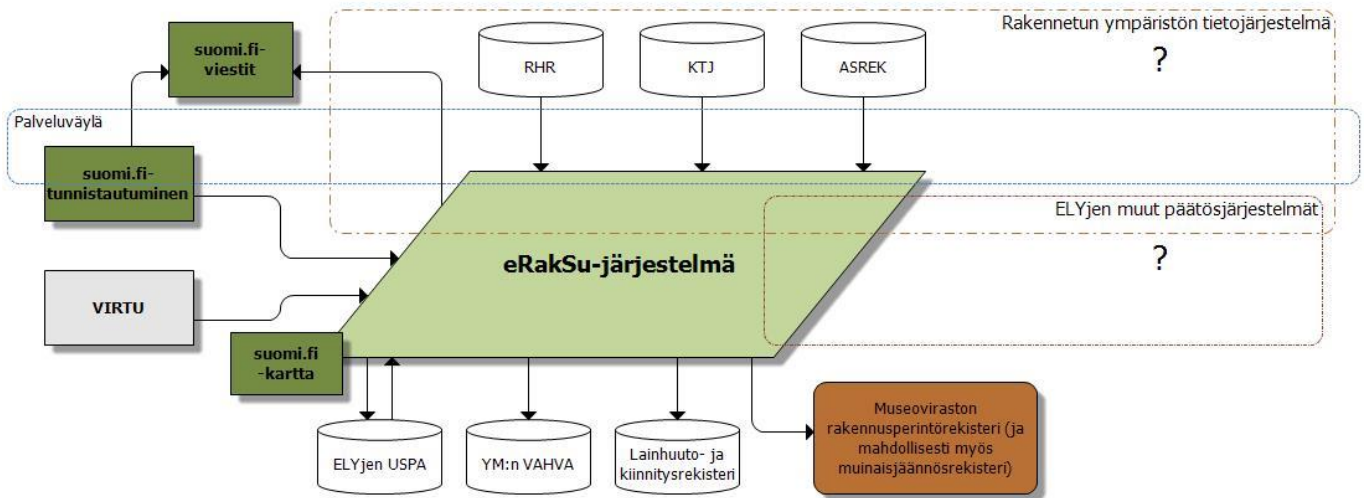 Rakennetun ympäristön tietojärjestelmä
?
suomi.fi-
viestit
RHR
KTJ
ASREK
Palveluväylä
suomi.fi-
tunnistautuminen
ELYjen muut päätösjärjestelmät
?
eRakSu-järjestelmä
VIRTU
suomi.fi
-kartta
ELYjen USPA
YM:n VAHVA
Lainhuuto- ja
kiinnitysrekisteri
Museoviraston
rakennusperintörekisteri (ja
mahdollisesti myös
muinaisjäännösrekisteri)